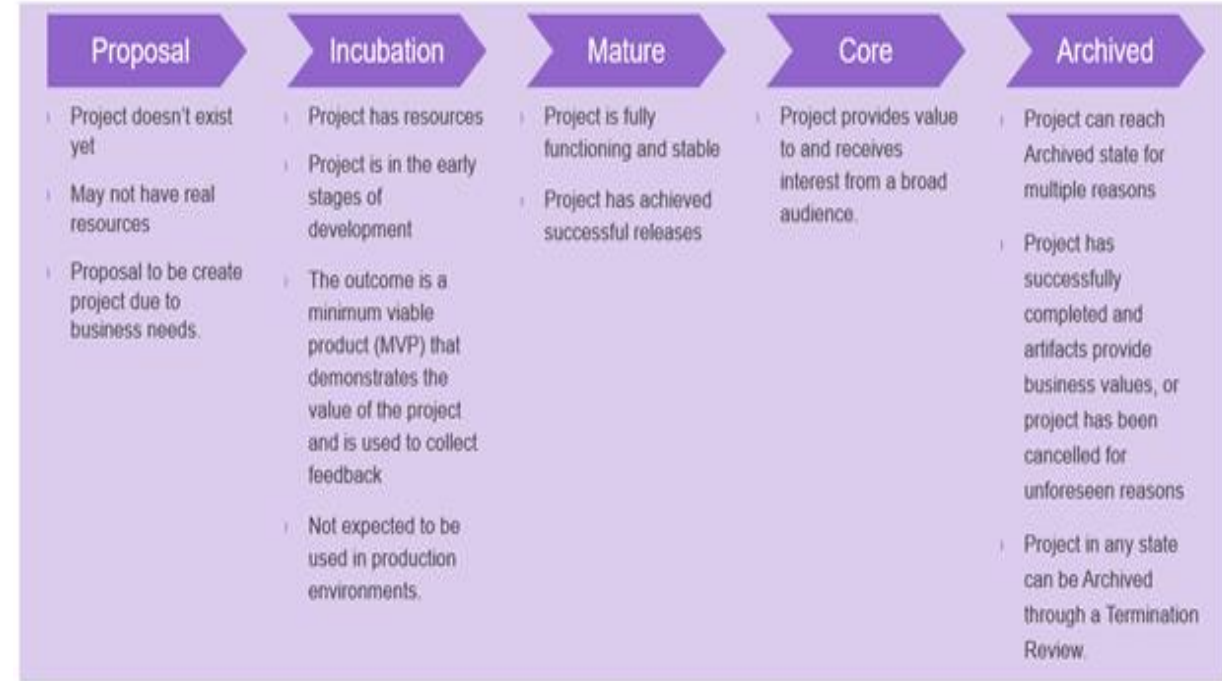 Proposal
Project doesn't exist
yet
May not have real
resources
Proposal to be create
project due to
business needs.
Incubation
Project has resources
Project is in the early
stages of
development
The outcome is a
minimum viable
product (MVP) that
demonstrates the
value of the project
and is used to collect
feedback
Not expected to be
used in production
environments.
Mature
Project is fully
functioning and stable
Project has achieved
successful releases
Core
Project provides value
to and receives
interest from a broad
audience.
Archived
Project can reach
Archived state for
multiple reasons
Project has
successfully
completed and
artifacts provide
business values, or
project has been
cancelled for
unforeseen reasons
Project in any state
can be Archived
through a Termination
Review.